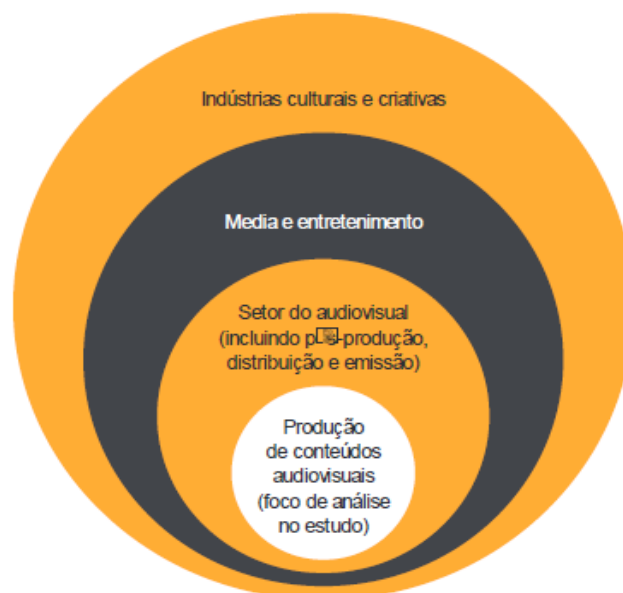 Indústrias culturais e criativas
Media e entretenimento
Setor do audiovisual
(incluindo -produção,
distribuição e emissão)
Produção
de conteúdos
audiovisuais
(foco de análise
no estudo)